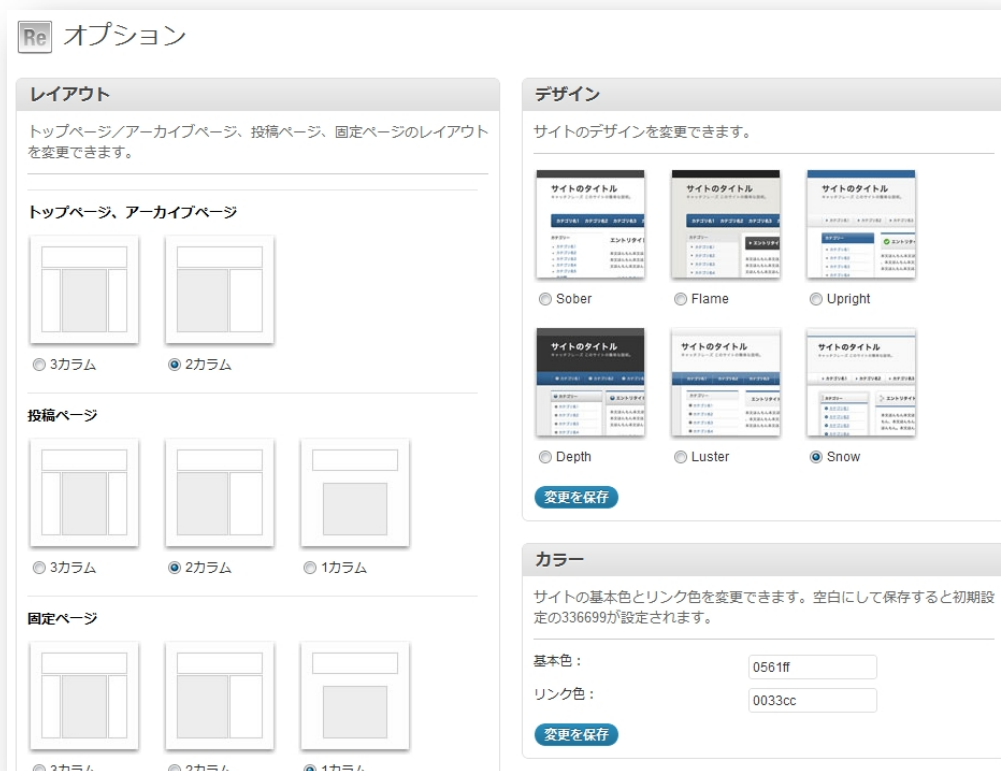 Re オプション
レイアウト
トップページ／アーカイブページ、投稿ページ、固定ページのレイアウト
を変更できます。
トップページ、アーカイブページ
3カラム
2カラム
投稿ページ
3カラム
2カラム
1カラム
固定ページ
3カラム
2カラム
1カラム
デザイン
サイトのデザインを変更できます。
サイトのタイトル
サイトのタイトル
サイトのタイトル
Sober
Flame
Upright
サイトのタイトル
サイトのタイトル
サイトのタイトル
Depth
Luster
Snow
変更を保存
カラー
サイトの基本色とリンク色を変更できます。空白にして保存すると初期設
定の336699が設定されます。
基本色：
0561ff
リンク色：
0033cc
変更を保存